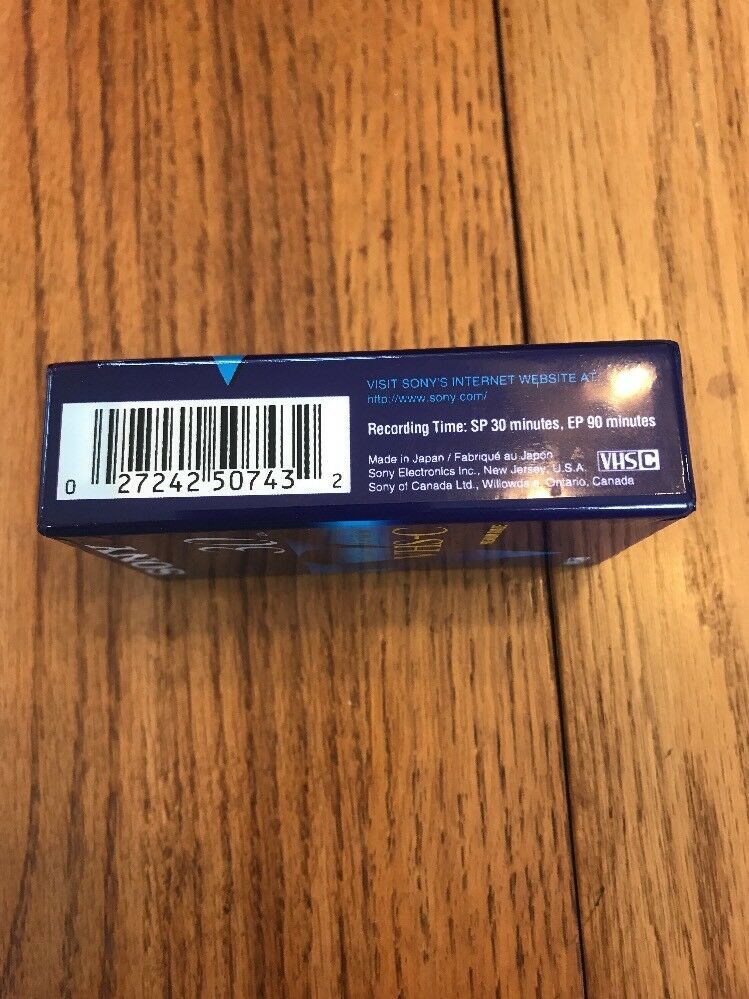 VISIT SONY'S INTERNET WEBSITE AT:
http://www.sony.com/
Recording Time: SP 30 minutes, EP 90 minutes
Made in Japan / Fabriqué au Japon
Sony Electronics Inc., New Jersey, U.S.A.
Sony of Canada Ltd., Willowdale, Ontario, Canada
VHS C
0 27242 50743 2
SONY
VHS-C